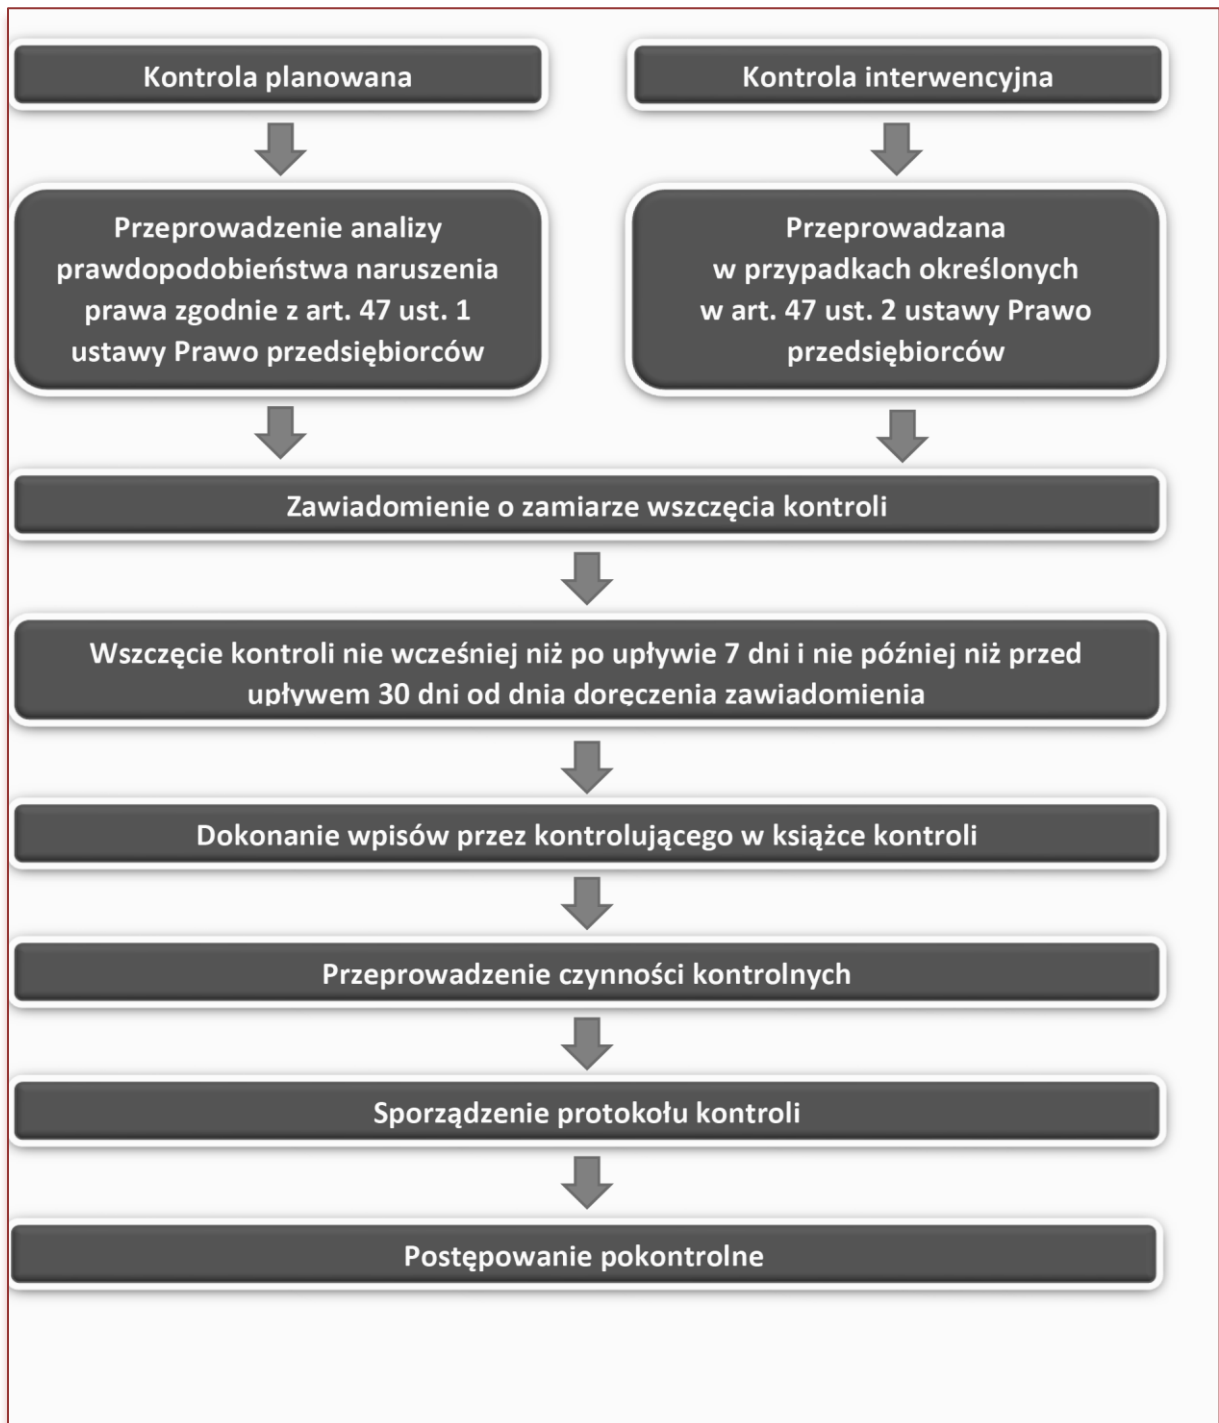 Kontrola planowana
Kontrola interwencyjna
Przeprowadzenie analizy
prawdopodobieństwa naruszenia
prawa zgodnie z art. 47 ust. 1
ustawy Prawo przedsiębiorców
Przeprowadzana
w przypadkach określonych
w art. 47 ust. 2 ustawy Prawo
przedsiębiorców
Zawiadomienie o zamiarze wszczęcia kontroli
Wszczęcie kontroli nie wcześniej niż po upływie 7 dni i nie później niż przed
upływem 30 dni od dnia doręczenia zawiadomienia
Dokonanie wpisów przez kontrolującego w książce kontroli
Przeprowadzenie czynności kontrolnych
Sporządzenie protokołu kontroli
Postępowanie pokontrolne